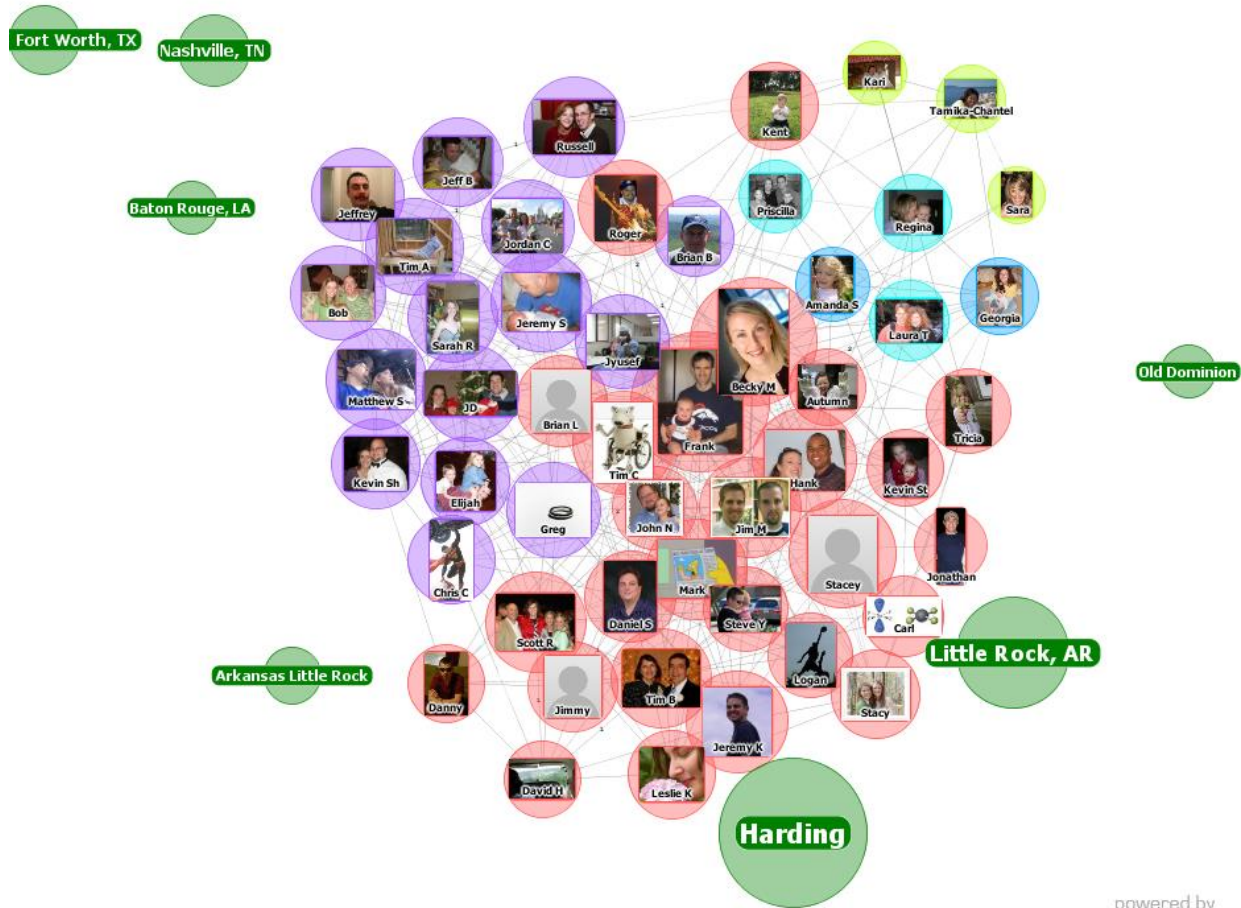 Fort Worth, TX
Nashville, TN
Kari
Tamika-Chantel
Kent
Russell
Jeff B
Jeffrey
Baton Rouge, LA
Priscilla
Sara
Regina
Jordan C
Roger
Brian B
Tim A
Bob
Amanda S
Georgia
Jeremy S
Laura T
Sarah R
Jyusef
Old Dominion
Becky M
Matthew S
JD
Autumn
Brian L
Tricia
Frank
Tim C
Kevin Sh
Hank
Kevin St
Elijah
Greg
John N
Jim M
Jonathan
Stacey
Mark
Chris C
Daniel S
Steve Y
Carl
Scott R
Little Rock, AR
Arkansas Little Rock
Logan
Tim B
Danny
Jimmy
Stacy
Jeremy K
David H
Leslie K
Harding
powered by